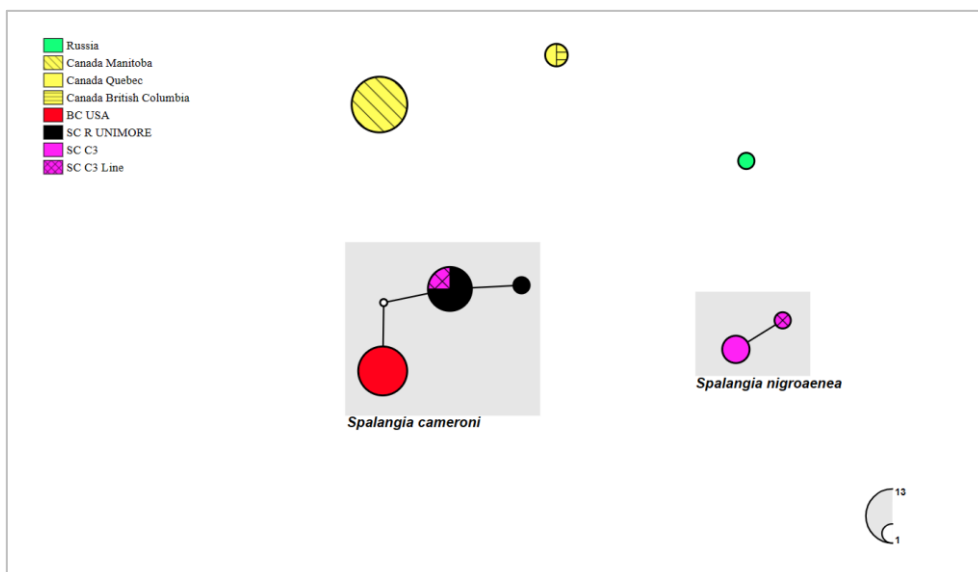 Russia
Canada Manitoba
Canada Quebec
Canada British Columbia
BC USA
SC R UNIMORE
SC C3
SC C3 Line
Spalangia nigroaenea
Spalangia cameroni
13
1